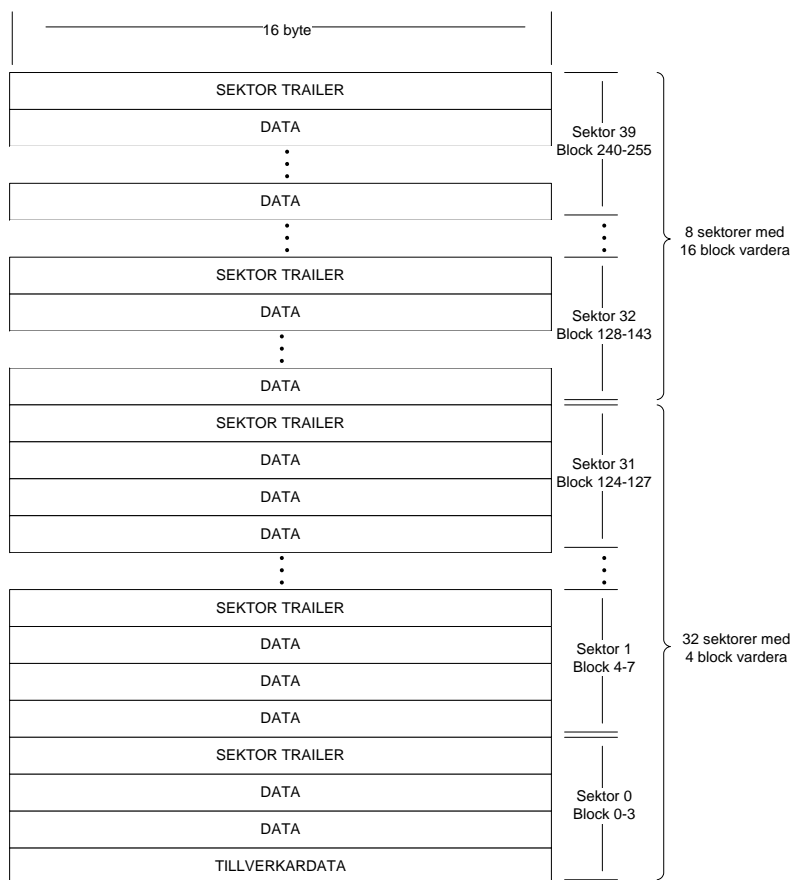 16 byte
SEKTOR TRAILER
DATA
Sektor 39
Block 240-255
DATA
8 sektorer med
16 block vardera
SEKTOR TRAILER
DATA
Sektor 32
Block 128-143
DATA
SEKTOR TRAILER
DATA
Sektor 31
Block 124-127
DATA
DATA
SEKTOR TRAILER
DATA
Sektor 1
Block 4-7
32 sektorer med
4 block vardera
DATA
DATA
SEKTOR TRAILER
DATA
Sektor 0
Block 0-3
DATA
TILLVERKARDATA